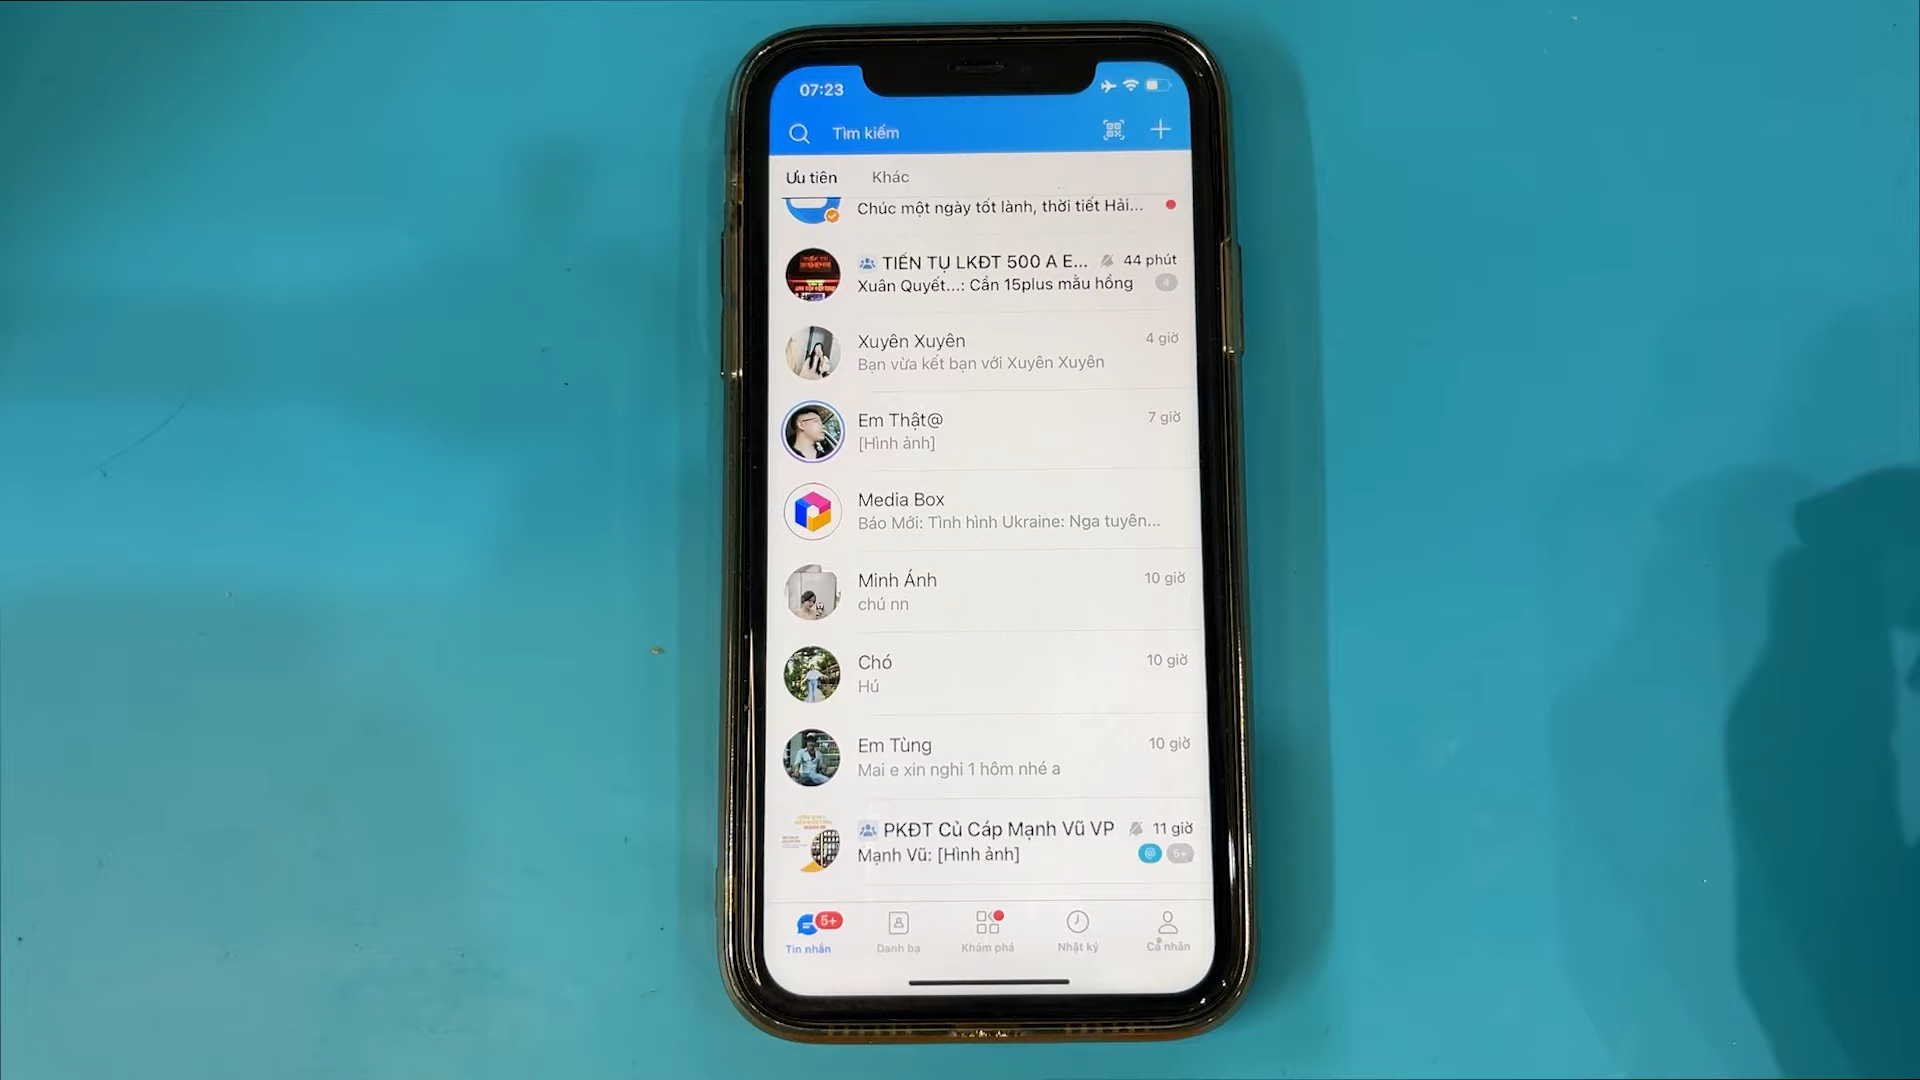 07:23
Tìm kiếm
Ưu tiên Khác
Chúc một ngày tốt lành, thời tiết Hải...
TIẾN TỤ LKĐT 500 A E... 44 phút
Xuân Quyết...: Cần 15plus mằu hồng 4
Xuyên Xuyên 4 giờ
Bạn vừa kết bạn với Xuyên Xuyên
Em Thật@ 7 giờ
[Hình ảnh]
Media Box
Báo Mới: Tình hình Ukraine: Nga tuyên...
Minh Ánh 10 giờ
chú nn
Chó 10 giờ
Hú
Em Tùng 10 giờ
Mai e xin nghi 1 hôm nhé a
PKĐT Củ Cáp Mạnh Vũ VP 11 giờ
Mạnh Vũ: [Hình ảnh] @ 5+
5+
Tin nhắn Danh bạ Khám phá Nhật ký Cá nhân